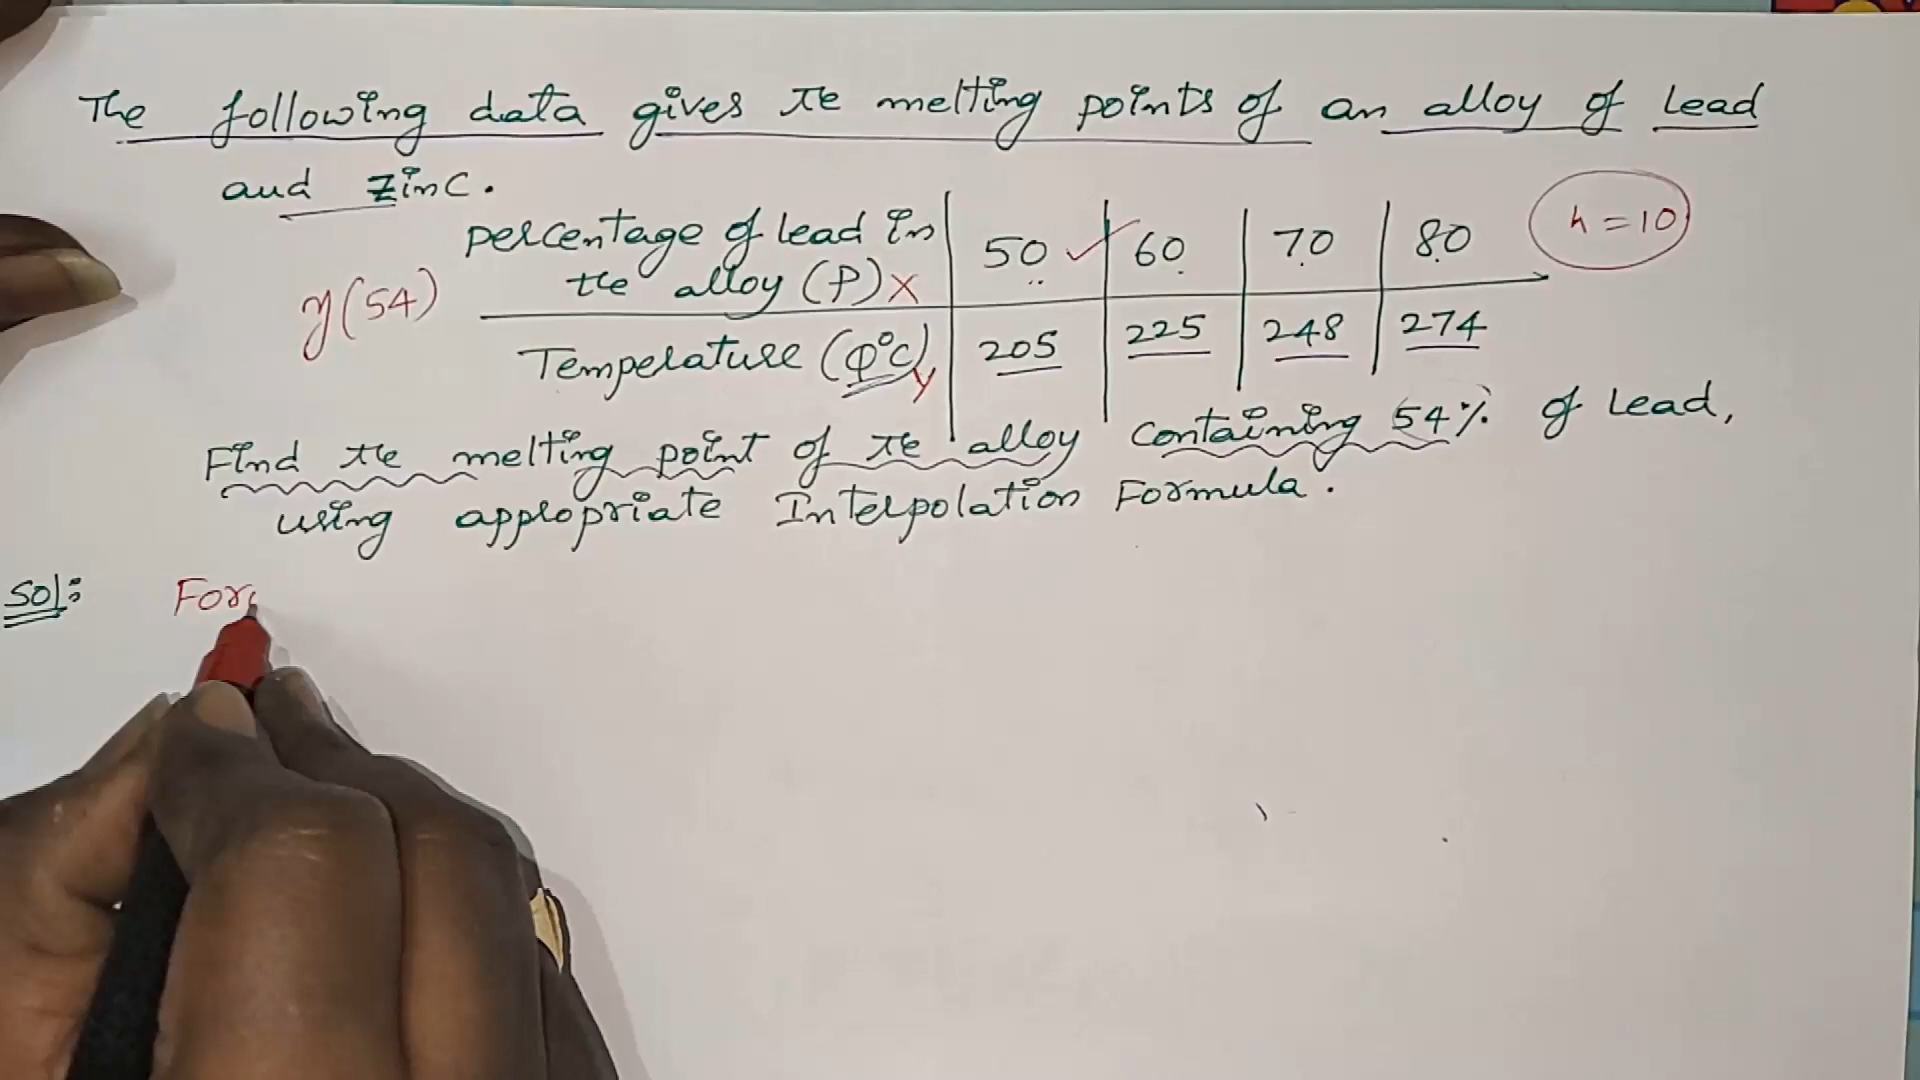 The following data gives the melting points of an alloy of lead
and Zinc.
h = 10
percentage of lead in the alloy (P) x | 50 ✓ | 60 | 70 | 80
y(54)
Temperature (Q°C) y | 205 | 225 | 248 | 274
Find the melting point of the alloy containing 54% of lead,
using appropriate Interpolation Formula.
Sol: For